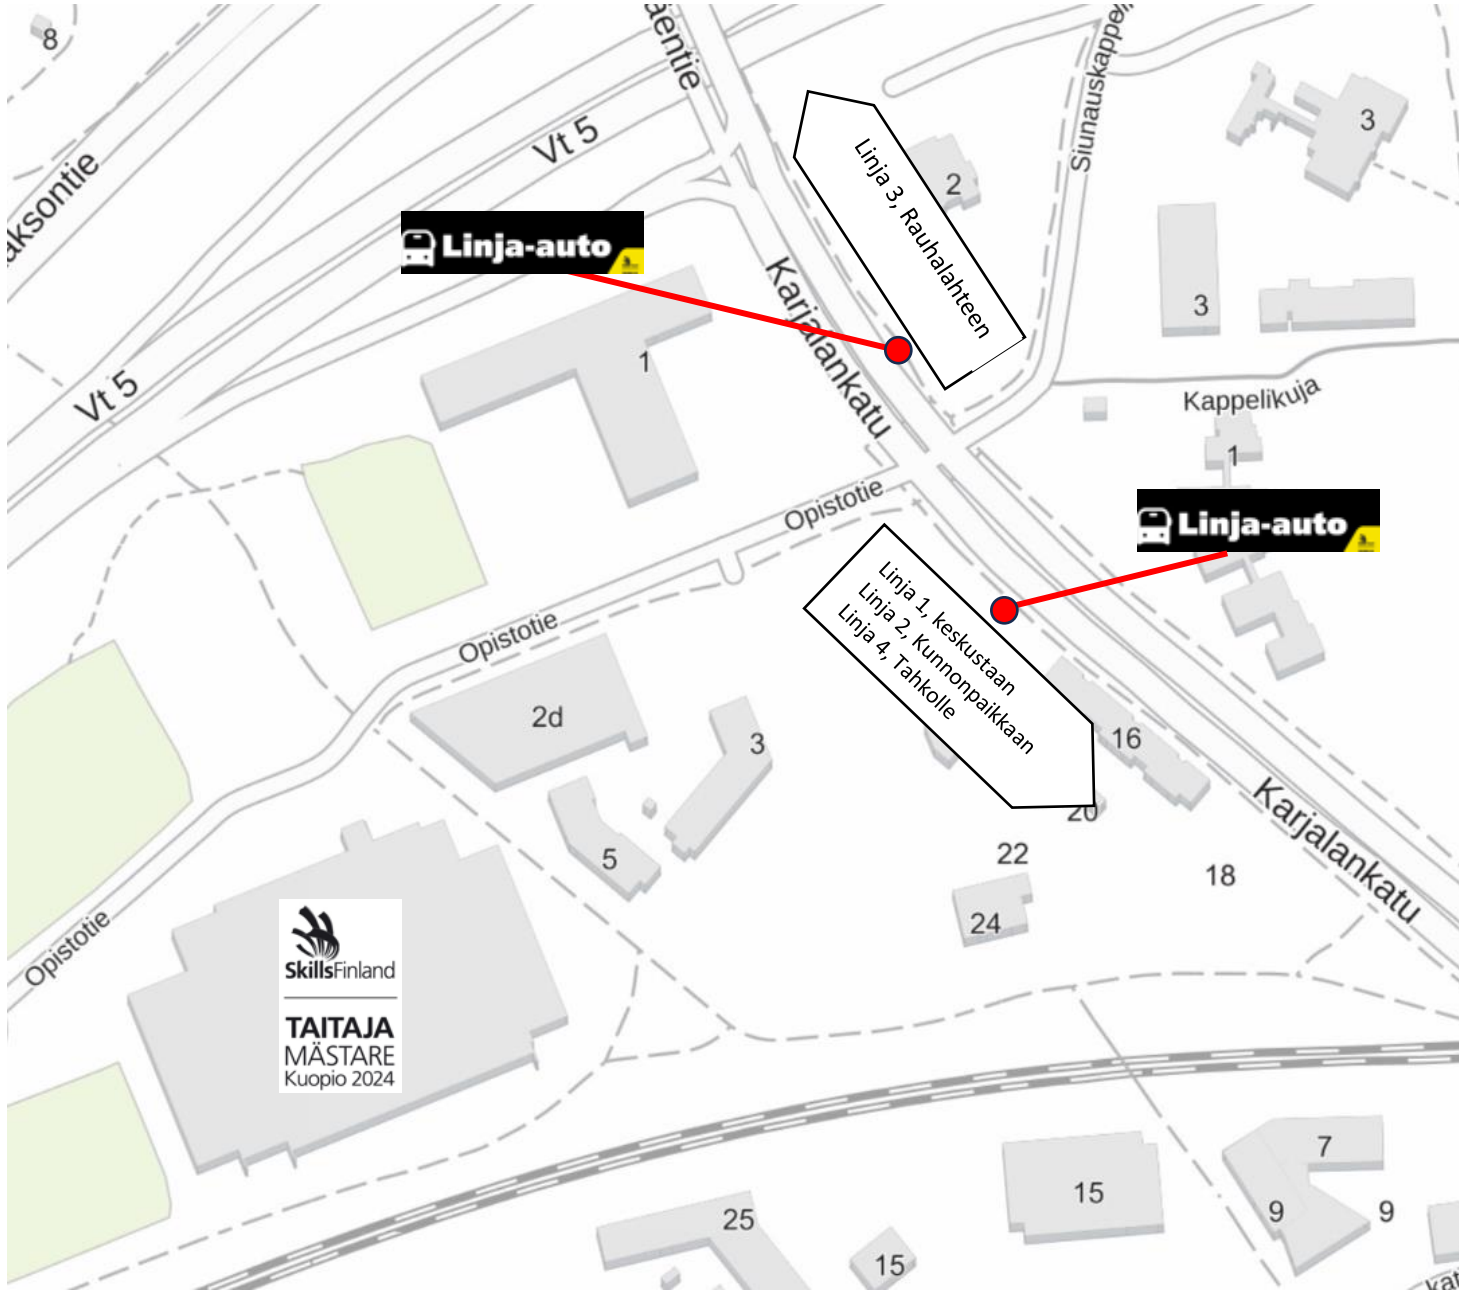 8
Vt 5
Siunauskappel
3
2
Linja 3, Rauhalahteen
Linja-auto
Karjalankatu
3
1
Vt 5
Kappelikuja
1
Opistotie
Linja-auto
Linja 1, keskustaan
Linja 2, Kunnonpaikkaan
Linja 4, Tahkolle
Opistotie
2d
3
16
20
Karjalankatu
5
22
18
24
Opistotie
SkillsFinland
TAITAJA
MÄSTARE
Kuopio 2024
7
15
9
9
25
15